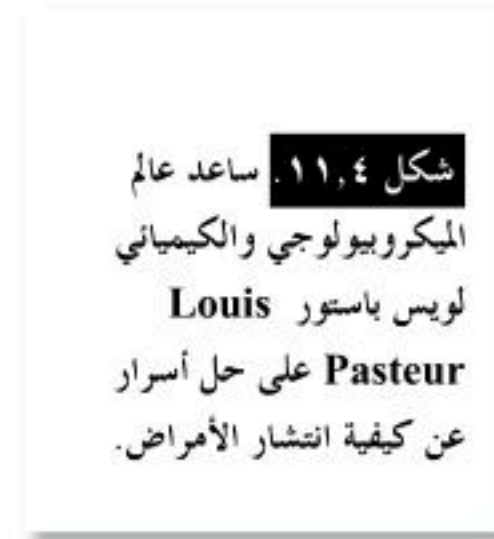 شكل ١١,٤. ساعد عالم
الميكروبيولوجي والكيميائي
لويس باستور Louis
Pasteur على حل أسرار
عن كيفية انتشار الأمراض.